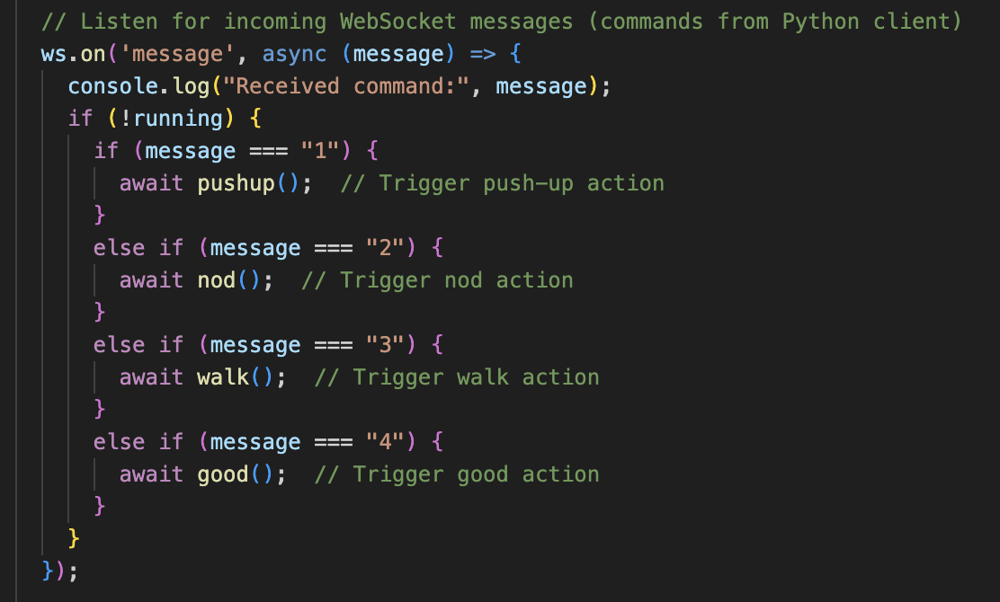 // Listen for incoming WebSocket messages (commands from Python client)
ws.on('message', async (message) => {
  console.log("Received command:", message);
  if (!running) {
    if (message === "1") {
      await pushup();  // Trigger push-up action
    }
    else if (message === "2") {
      await nod();  // Trigger nod action
    }
    else if (message === "3") {
      await walk();  // Trigger walk action
    }
    else if (message === "4") {
      await good();  // Trigger good action
    }
  }
});